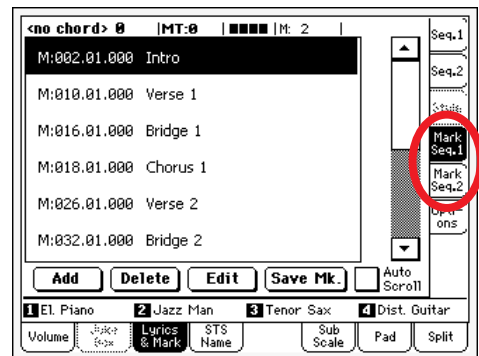 <no chord> 0 |MT:0 | |M: 2 |
Seq.1
M:002.01.000 Intro
Seq.2
M:010.01.000 Verse 1
Style
M:016.01.000 Bridge 1
Mark
Seq.1
M:018.01.000 Chorus 1
Mark
Seq.2
M:026.01.000 Verse 2
Opti-
ons
M:032.01.000 Bridge 2
Add Delete Edit Save Mk. Auto
Scroll
1 El. Piano 2 Jazz Man 3 Tenor Sax 4 Dist. Guitar
Volume Juke
Box Lyrics
& Mark STS
Name Sub
Scale Pad Split